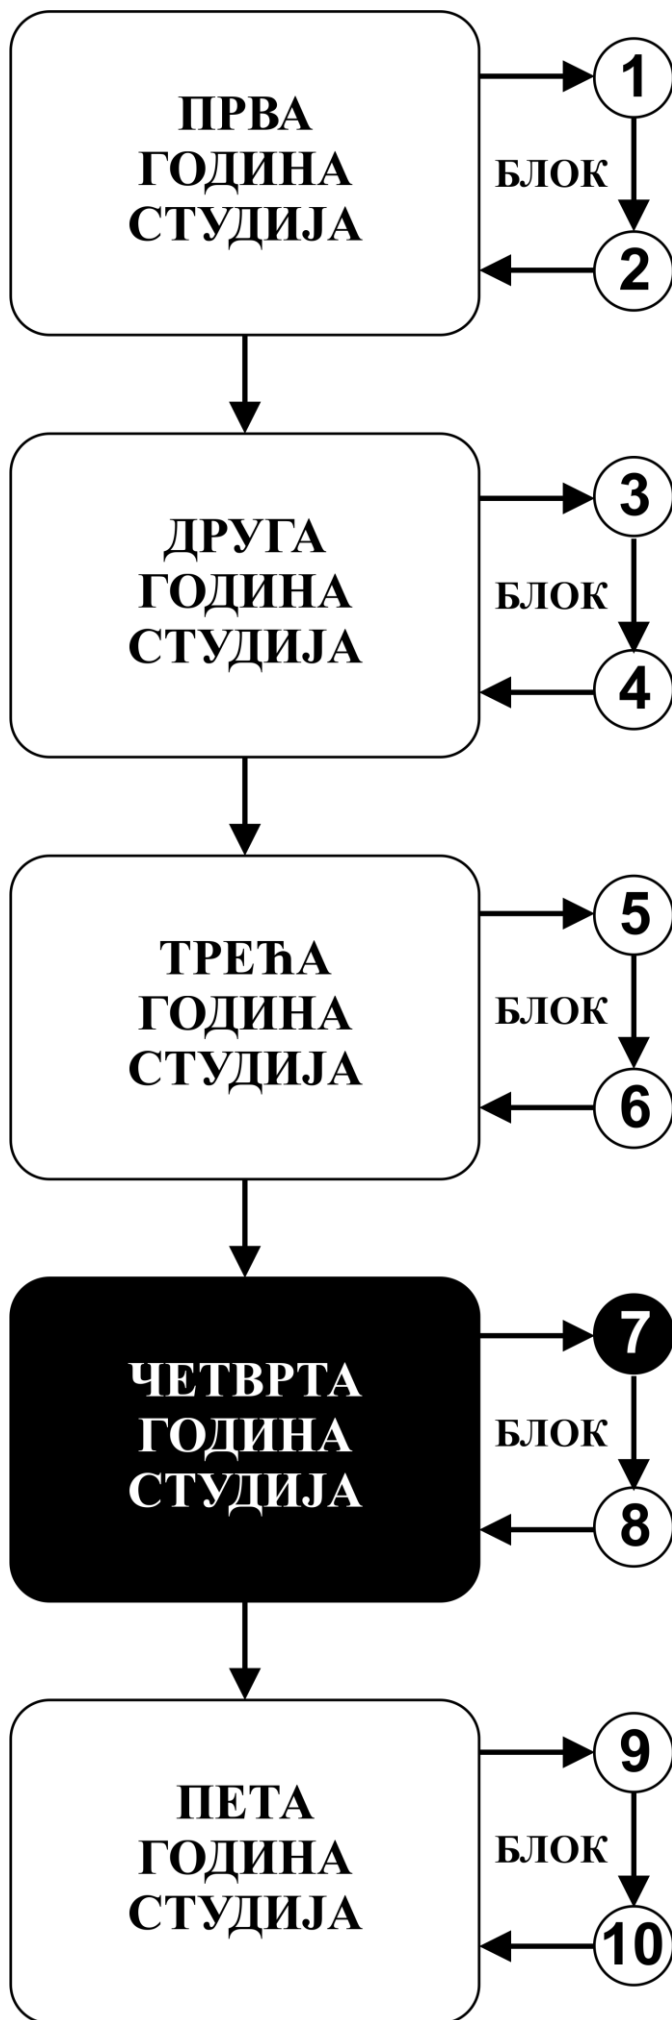 ПРВА
ГОДИНА
СТУДИЈА
1
БЛОК
2
ДРУГА
ГОДИНА
СТУДИЈА
3
БЛОК
4
ТРЕЋА
ГОДИНА
СТУДИЈА
5
БЛОК
6
ЧЕТВРТА
ГОДИНА
СТУДИЈА
7
БЛОК
8
ПЕТА
ГОДИНА
СТУДИЈА
9
БЛОК
10